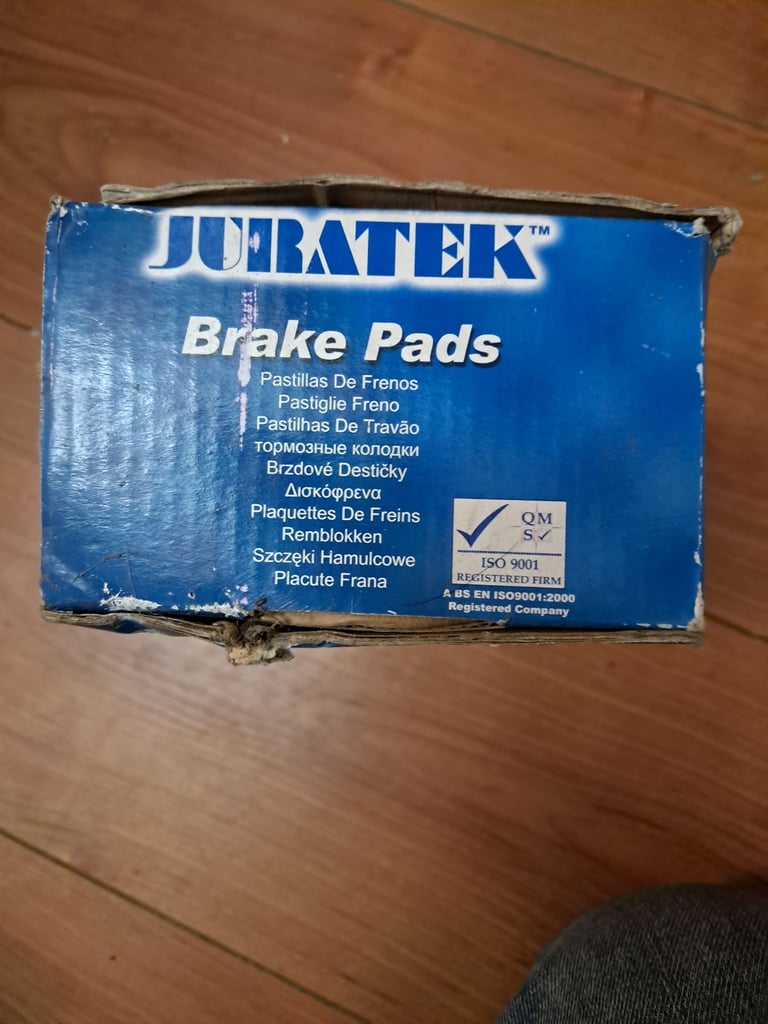 JURATEK™
Brake Pads
Pastillas De Frenos
Pastiglie Freno
Pastilhas De Travão
тормозные колодки
Brzdové Destičky
Δισκόφρενα
Plaquettes De Freins
Remblokken
Szczęki Hamulcowe
Placute Frana
QM
S
ISO 9001
REGISTERED FIRM
A BS EN ISO9001:2000
Registered Company